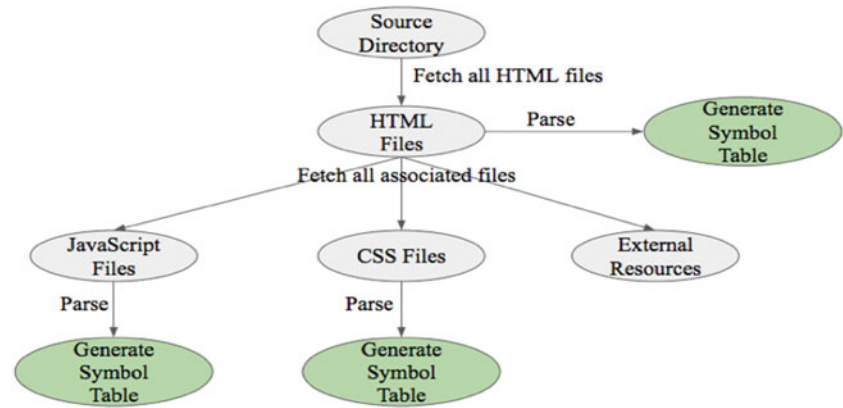 Source
Directory
Fetch all HTML files
HTML
Files
Parse
Generate
Symbol
Table
Fetch all associated files
JavaScript
Files
CSS Files
External
Resources
Parse
Parse
Generate
Symbol
Table
Generate
Symbol
Table